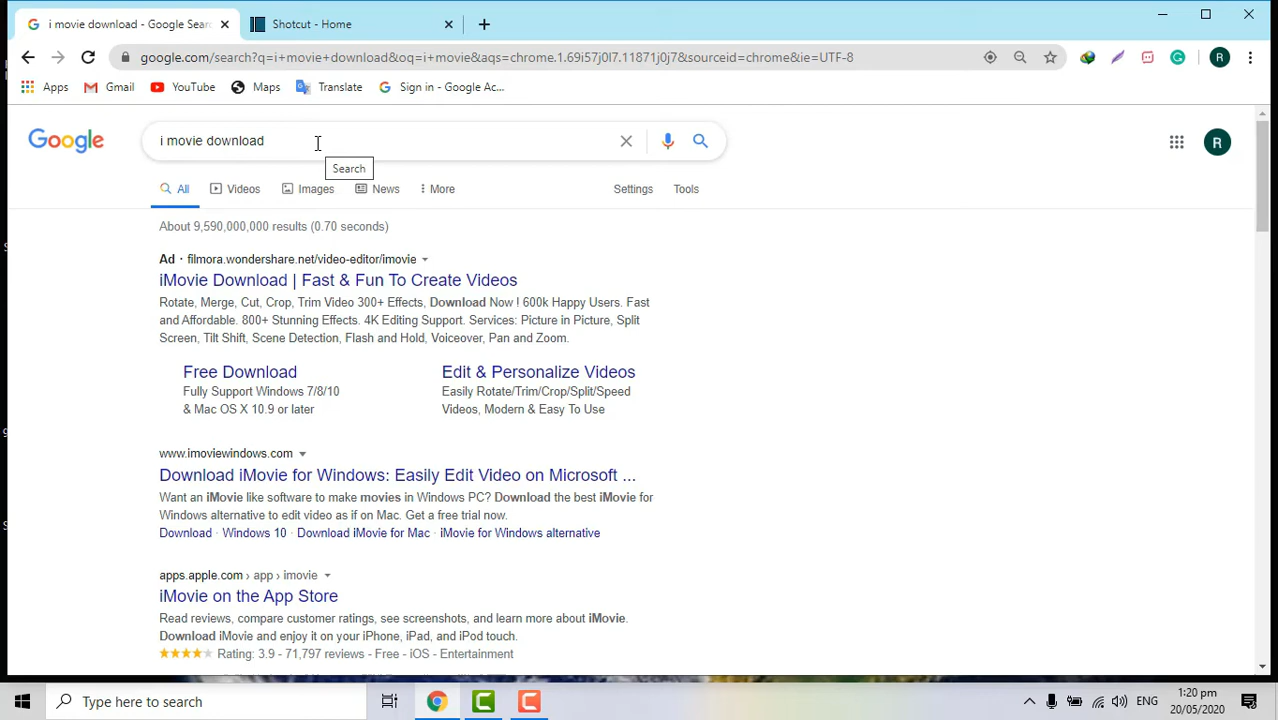 i movie download - Google Sear
Shotcut - Home
google.com/search?q=i+movie+download&oq=i+movie&aqs=chrome.1.69i57j0l7.11871j0j7&sourceid=chrome&ie=UTF-8
R
Apps
Gmail
YouTube
Maps
Translate
Sign in - Google Ac...
Google
i movie download
R
Search
All
Videos
Images
News
More
Settings
Tools
About 9,590,000,000 results (0.70 seconds)
Ad · filmora.wondershare.net/video-editor/imovie
iMovie Download | Fast & Fun To Create Videos
Rotate, Merge, Cut, Crop, Trim Video 300+ Effects, Download Now ! 600k Happy Users. Fast
and Affordable. 800+ Stunning Effects. 4K Editing Support. Services: Picture in Picture, Split
Screen, Tilt Shift, Scene Detection, Flash and Hold, Voiceover, Pan and Zoom.
Free Download
Edit & Personalize Videos
Fully Support Windows 7/8/10
Easily Rotate/Trim/Crop/Split/Speed
& Mac OS X 10.9 or later
Videos, Modern & Easy To Use
www.imoviewindows.com
Download iMovie for Windows: Easily Edit Video on Microsoft ...
Want an iMovie like software to make movies in Windows PC? Download the best iMovie for
Windows alternative to edit video as if on Mac. Get a free trial now.
Download · Windows 10 · Download iMovie for Mac · iMovie for Windows alternative
apps.apple.com › app › imovie
iMovie on the App Store
Read reviews, compare customer ratings, see screenshots, and learn more about iMovie.
Download iMovie and enjoy it on your iPhone, iPad, and iPod touch.
Rating: 3.9 - 71,797 reviews - Free - iOS - Entertainment
Type here to search
ENG
1:20 pm
20/05/2020